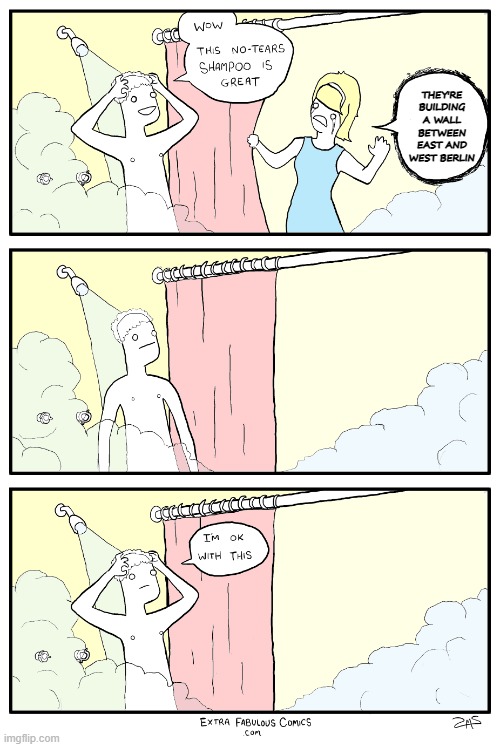 WOW
THIS NO-TEARS
SHAMPOO IS
GREAT
THEY'RE
BUILDING
A WALL
BETWEEN
EAST AND
WEST BERLIN
I'M OK
WITH THIS
EXTRA FABULOUS COMICS
.COM
ZMS
imgflip.com